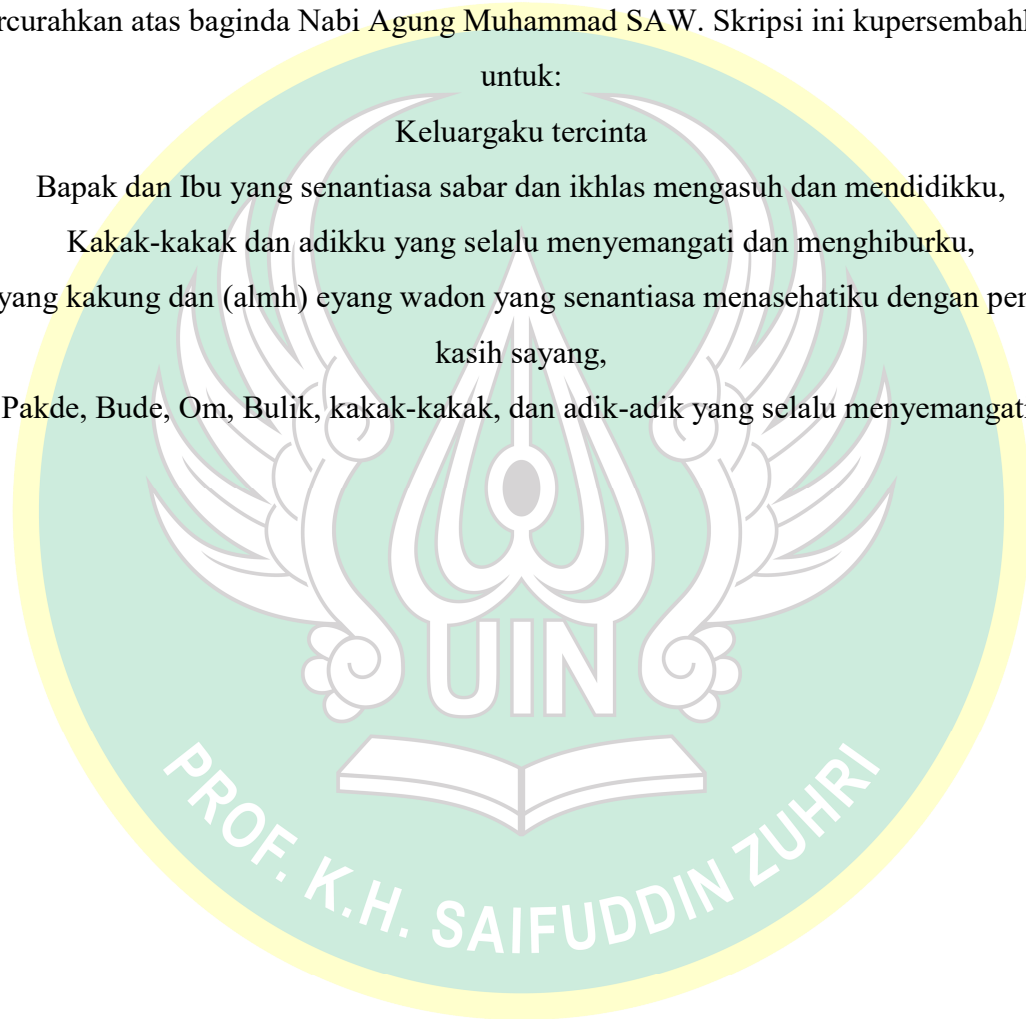 rcurahkan atas baginda Nabi Agung Muhammad SAW. Skripsi ini kupersembahk
untuk:
Keluargaku tercinta
Bapak dan Ibu yang senantiasa sabar dan ikhlas mengasuh dan mendidikku,
Kakak-kakak dan adikku yang selalu menyemangati dan menghiburku,
yang kakung dan (almh) eyang wadon yang senantiasa menasehatiku dengan pen
kasih sayang,
Pakde, Bude, Om, Bulik, kakak-kakak, dan adik-adik yang selalu menyemangati
UIN
PROF. K.H. SAIFUDDIN ZUHRI